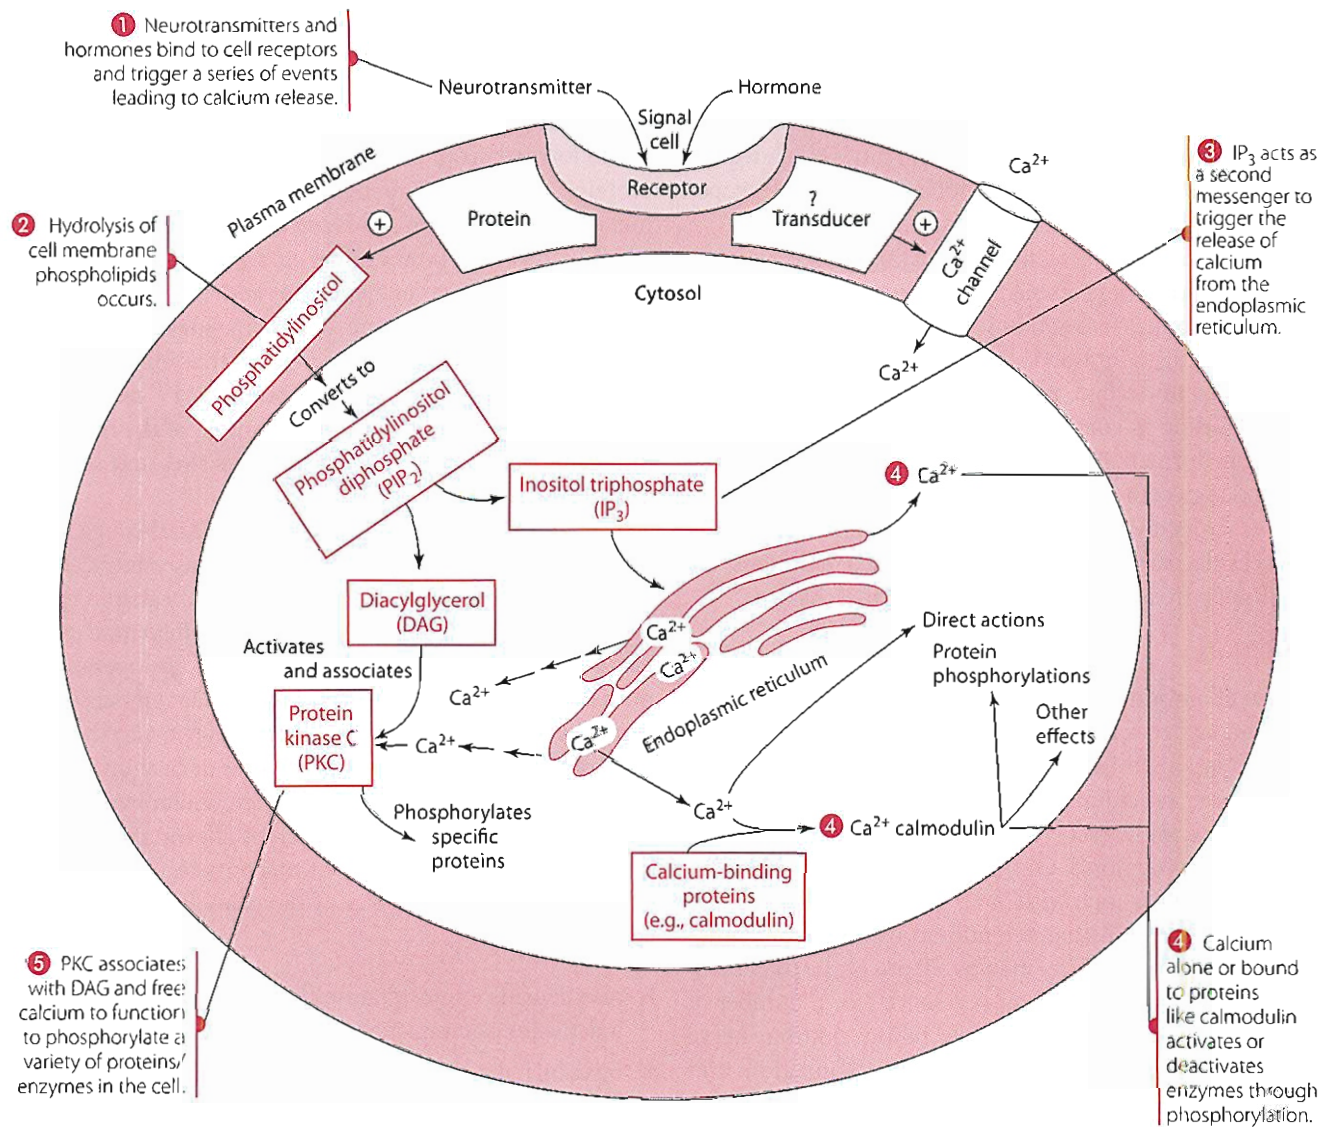 1 Neurotransmitters and
hormones bind to cell receptors
and trigger a series of events
leading to calcium release.
Neurotransmitter
Hormone
Signal
cell
Receptor
Plasma membrane
Protein
?
Transducer
+
+
Ca2+
Ca2+
channel
Ca2+
Cytosol
2 Hydrolysis of
cell membrane
phospholipids
occurs.
3 IP3 acts as
a second
messenger to
trigger the
release of
calcium
from the
endoplasmic
reticulum.
Phosphatidylinositol
Converts to
Phosphatidylinositol
diphosphate
(PIP2)
Inositol triphosphate
(IP3)
4 Ca2+
Diacylglycerol
(DAG)
Activates
and associates
Ca2+
Ca2+
Ca2+
Ca2+
Endoplasmic reticulum
Direct actions
Protein
phosphorylations
Other
effects
Protein
kinase C
(PKC)
Ca2+
Phosphorylates
specific
proteins
Ca2+
4 Ca2+ calmodulin
Calcium-binding
proteins
(e.g., calmodulin)
5 PKC associates
with DAG and free
calcium to function
to phosphorylate a
variety of proteins/
enzymes in the cell.
4 Calcium
alone or bound
to proteins
like calmodulin
activates or
deactivates
enzymes through
phosphorylation.